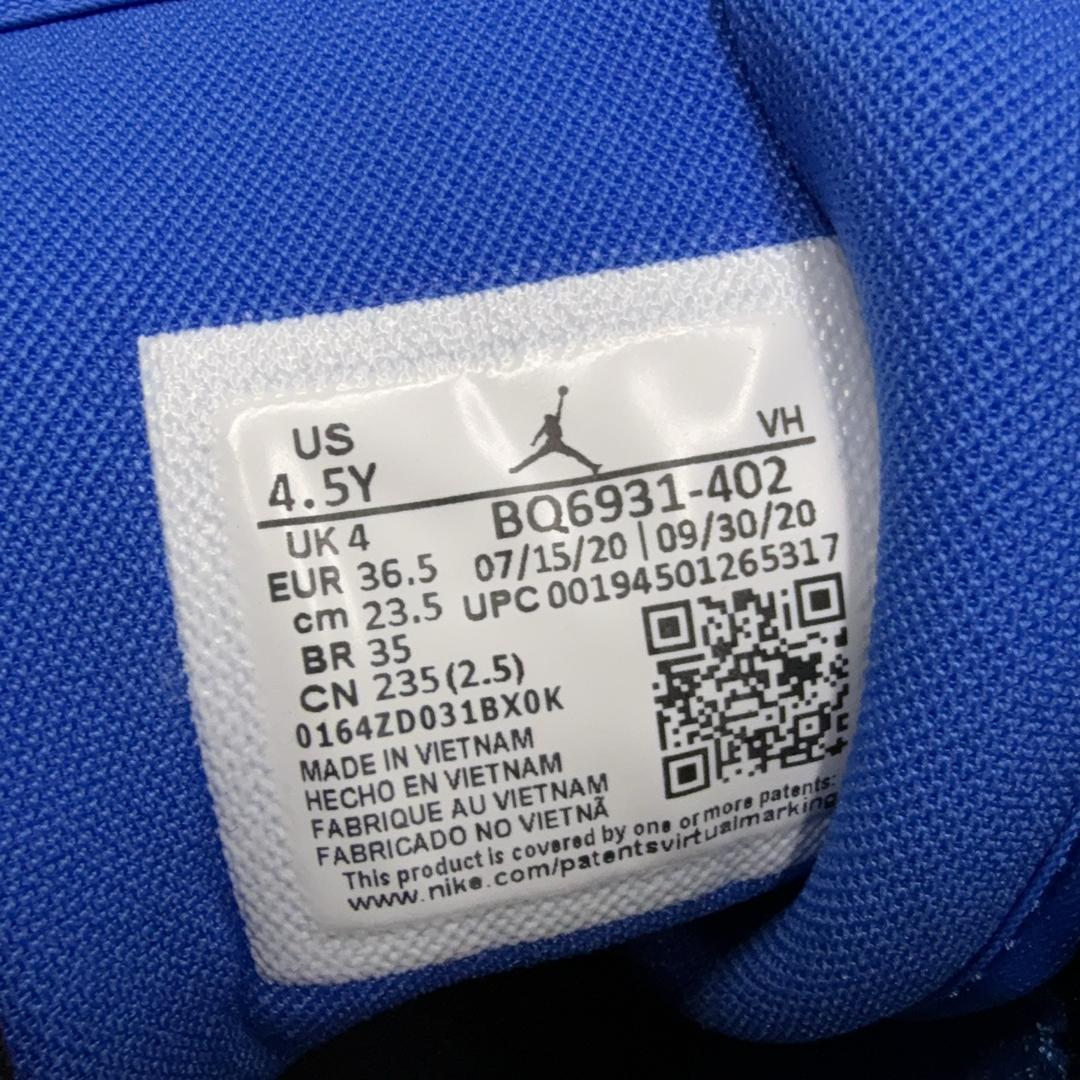 US
VH
4.5Y
BQ6931-402
UK 4
07/15/20 | 09/30/20
EUR 36.5
UPC 00194501265317
cm 23.5
BR 35
CN 235(2.5)
0164ZD031BX0K
MADE IN VIETNAM
HECHO EN VIETNAM
FABRIQUE AU VIETNAM
FABRICADO NO VIETNÃ
This product is covered by one or more patents:
www.nike.com/patentsvirtualmarking